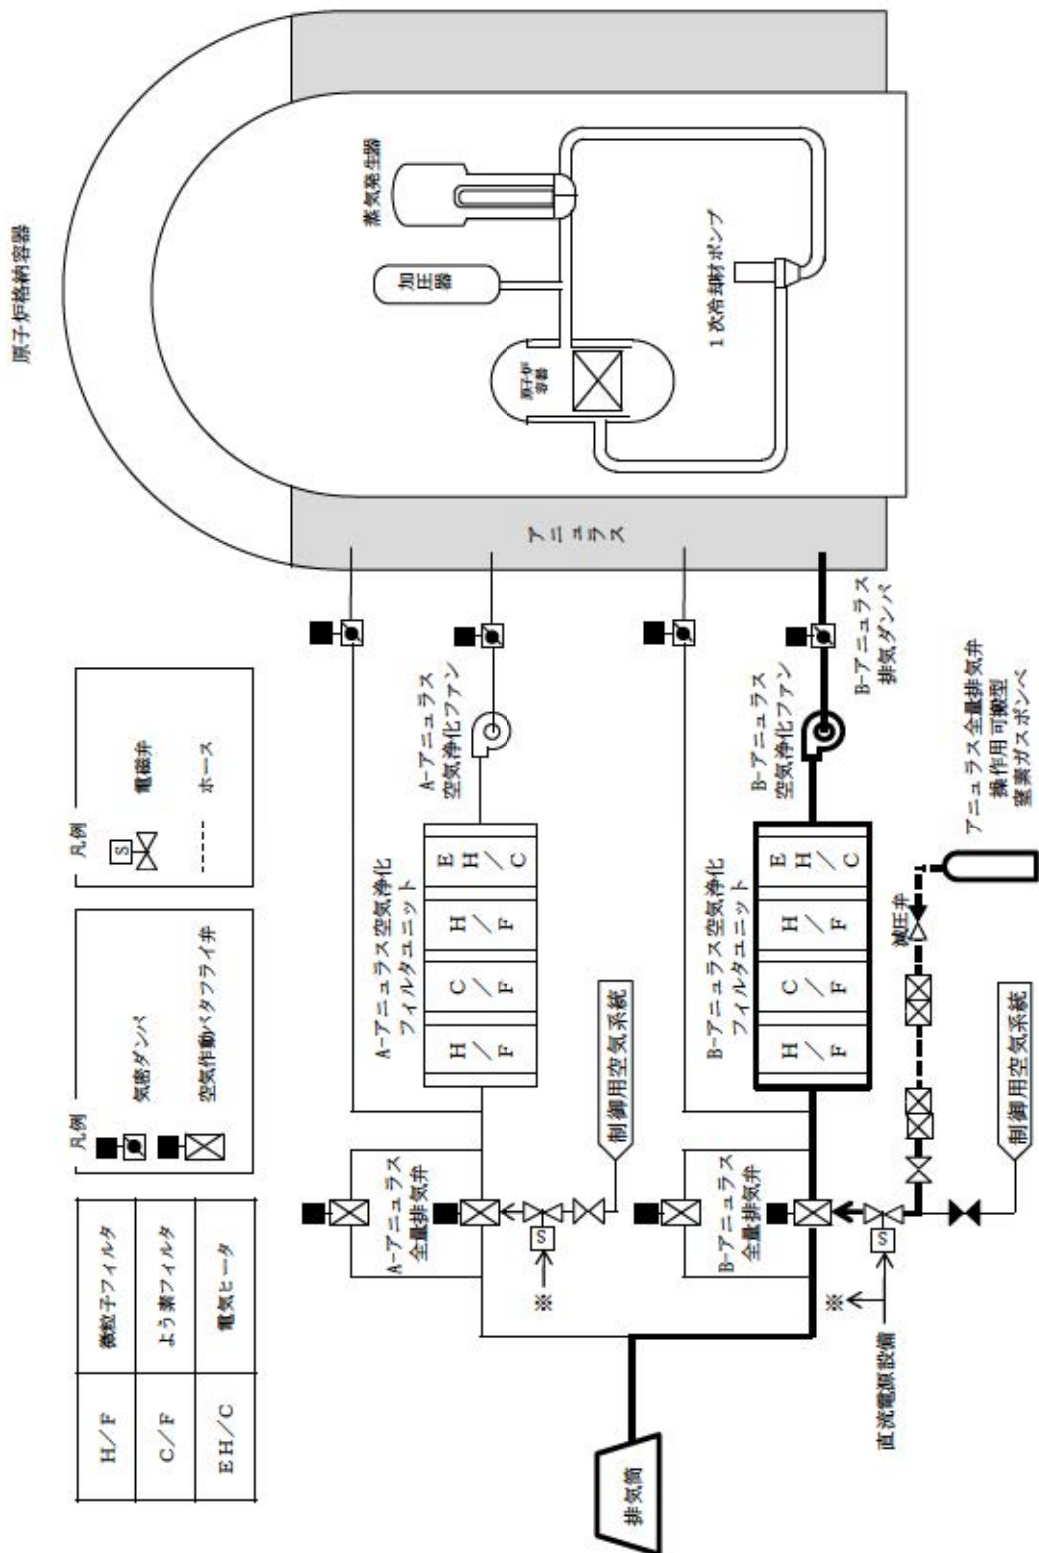 原子炉格納容器
蒸気発生器
加圧器
原子炉
容器
1次冷却材ポンプ
アニュラス
凡例
電磁弁
S
ホース
凡例
気密ダンパ
空気作動バタフライ弁
H/F
微粒子フィルタ
C/F
よう素フィルタ
EH/C
電気ヒータ
A-アニュラス
空気浄化ファン
A-アニュラス空気浄化
フィルタユニット
H/F
C/F
H/F
EH/C
A-アニュラス
全量排気弁
制御用空気系統
S
※
B-アニュラス
排気ダンパ
B-アニュラス
空気浄化ファン
B-アニュラス空気浄化
フィルタユニット
H/F
C/F
H/F
EH/C
B-アニュラス
全量排気弁
アニュラス全量排気弁
操作用可搬型
窒素ガスボンベ
減圧弁
制御用空気系統
S
※
直流電源設備
排気筒